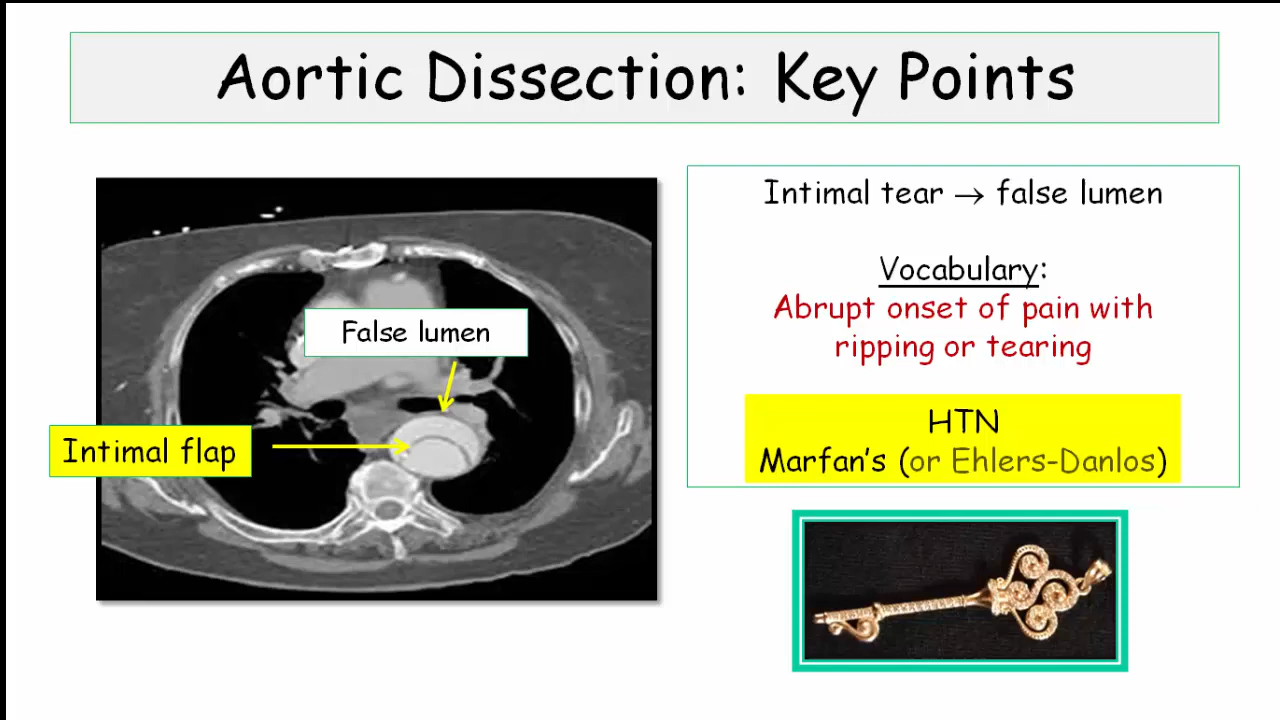 Aortic Dissection: Key Points
False lumen
Intimal flap
Intimal tear → false lumen
Vocabulary:
Abrupt onset of pain with
ripping or tearing
HTN
Marfan's (or Ehlers-Danlos)